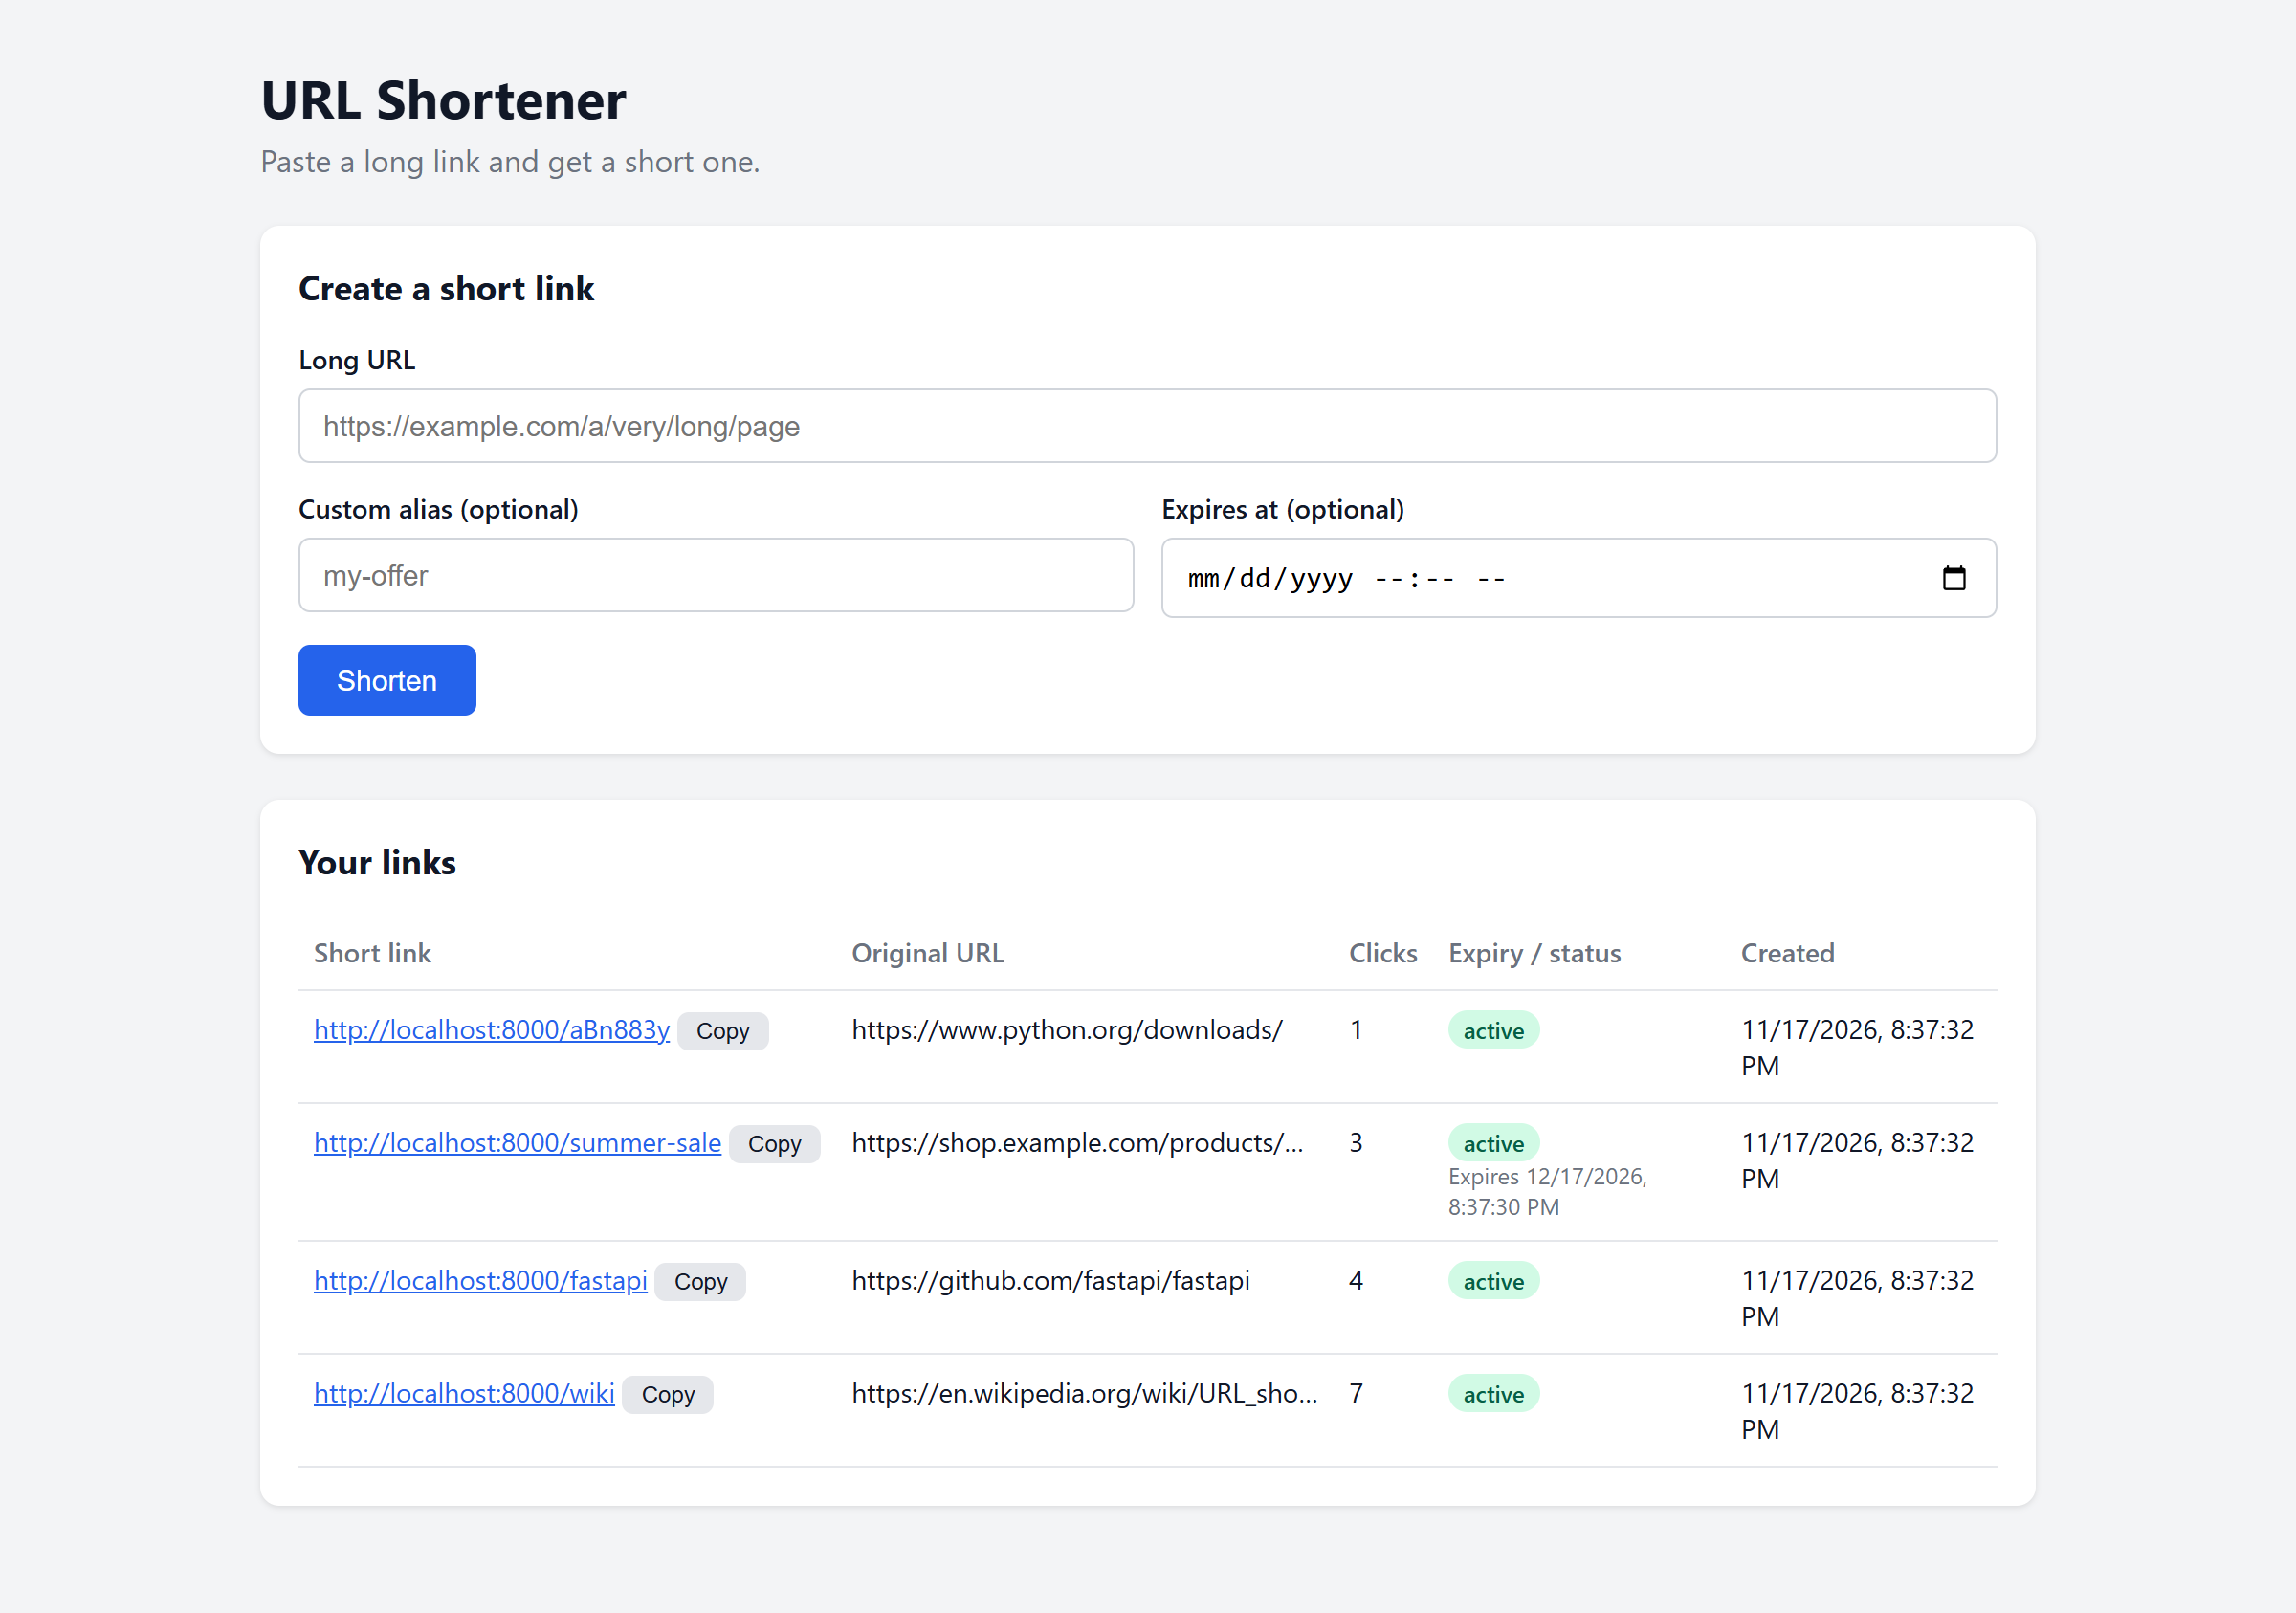 URL Shortener
Paste a long link and get a short one.
Create a short link
Long URL
https://example.com/a/very/long/page
Custom alias (optional)
Expires at (optional)
my-offer
mm/dd/yyyy --:-- --
Shorten
Your links
Short link Original URL Clicks Expiry / status Created
http://localhost:8000/aBn883y Copy https://www.python.org/downloads/ 1 active 11/17/2026, 8:37:32
PM
http://localhost:8000/summer-sale Copy https://shop.example.com/products/... 3 active 11/17/2026, 8:37:32
Expires 12/17/2026, PM
8:37:30 PM
http://localhost:8000/fastapi Copy https://github.com/fastapi/fastapi 4 active 11/17/2026, 8:37:32
PM
http://localhost:8000/wiki Copy https://en.wikipedia.org/wiki/URL_sho... 7 active 11/17/2026, 8:37:32
PM